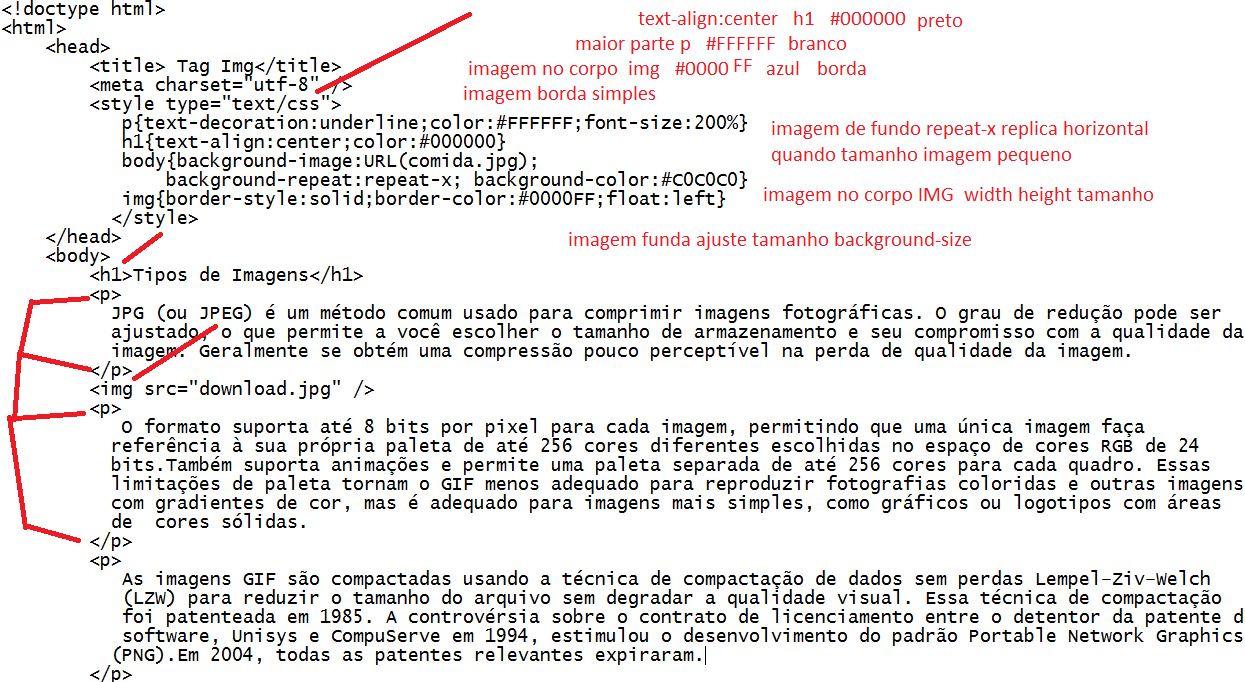 <!doctype html>
<html>
<head>
<title> Tag Img</title>
<meta charset="utf-8" />
<style type="text/css">
p{text-decoration:underline;color:#FFFFFF;font-size:200%}
h1{text-align:center;color:#000000}
body{background-image:URL(comida.jpg);
background-repeat:repeat-x; background-color:#C0C0C0}
img{border-style:solid;border-color:#0000FF;float:left}
</style>
</head>
<body>
<h1>Tipos de Imagens</h1>
<p>
JPG (ou JPEG) é um método comum usado para comprimir imagens fotográficas. O grau de redução pode ser
ajustado, o que permite a você escolher o tamanho de armazenamento e seu compromisso com a qualidade da
imagem. Geralmente se obtém uma compressão pouco perceptível na perda de qualidade da imagem.
</p>
<img src="download.jpg" />
<p>
O formato suporta até 8 bits por pixel para cada imagem, permitindo que uma única imagem faça
referência à sua própria paleta de até 256 cores diferentes escolhidas no espaço de cores RGB de 24
bits.Também suporta animações e permite uma paleta separada de até 256 cores para cada quadro. Essas
limitações de paleta tornam o GIF menos adequado para reproduzir fotografias coloridas e outras imagens
com gradientes de cor, mas é adequado para imagens mais simples, como gráficos ou logotipos com áreas
de  cores sólidas.
</p>
<p>
As imagens GIF são compactadas usando a técnica de compactação de dados sem perdas Lempel-Ziv-Welch
(LZW) para reduzir o tamanho do arquivo sem degradar a qualidade visual. Essa técnica de compactação
foi patenteada em 1985. A controvérsia sobre o contrato de licenciamento entre o detentor da patente d
software, Unisys e CompuServe em 1994, estimulou o desenvolvimento do padrão Portable Network Graphics
(PNG).Em 2004, todas as patentes relevantes expiraram.
</p>
text-align:center h1 #000000 preto
maior parte p #FFFFFF branco
imagem no corpo img #0000 FF azul borda
imagem borda simples
imagem de fundo repeat-x replica horizontal
quando tamanho imagem pequeno
imagem no corpo IMG width height tamanho
imagem funda ajuste tamanho background-size